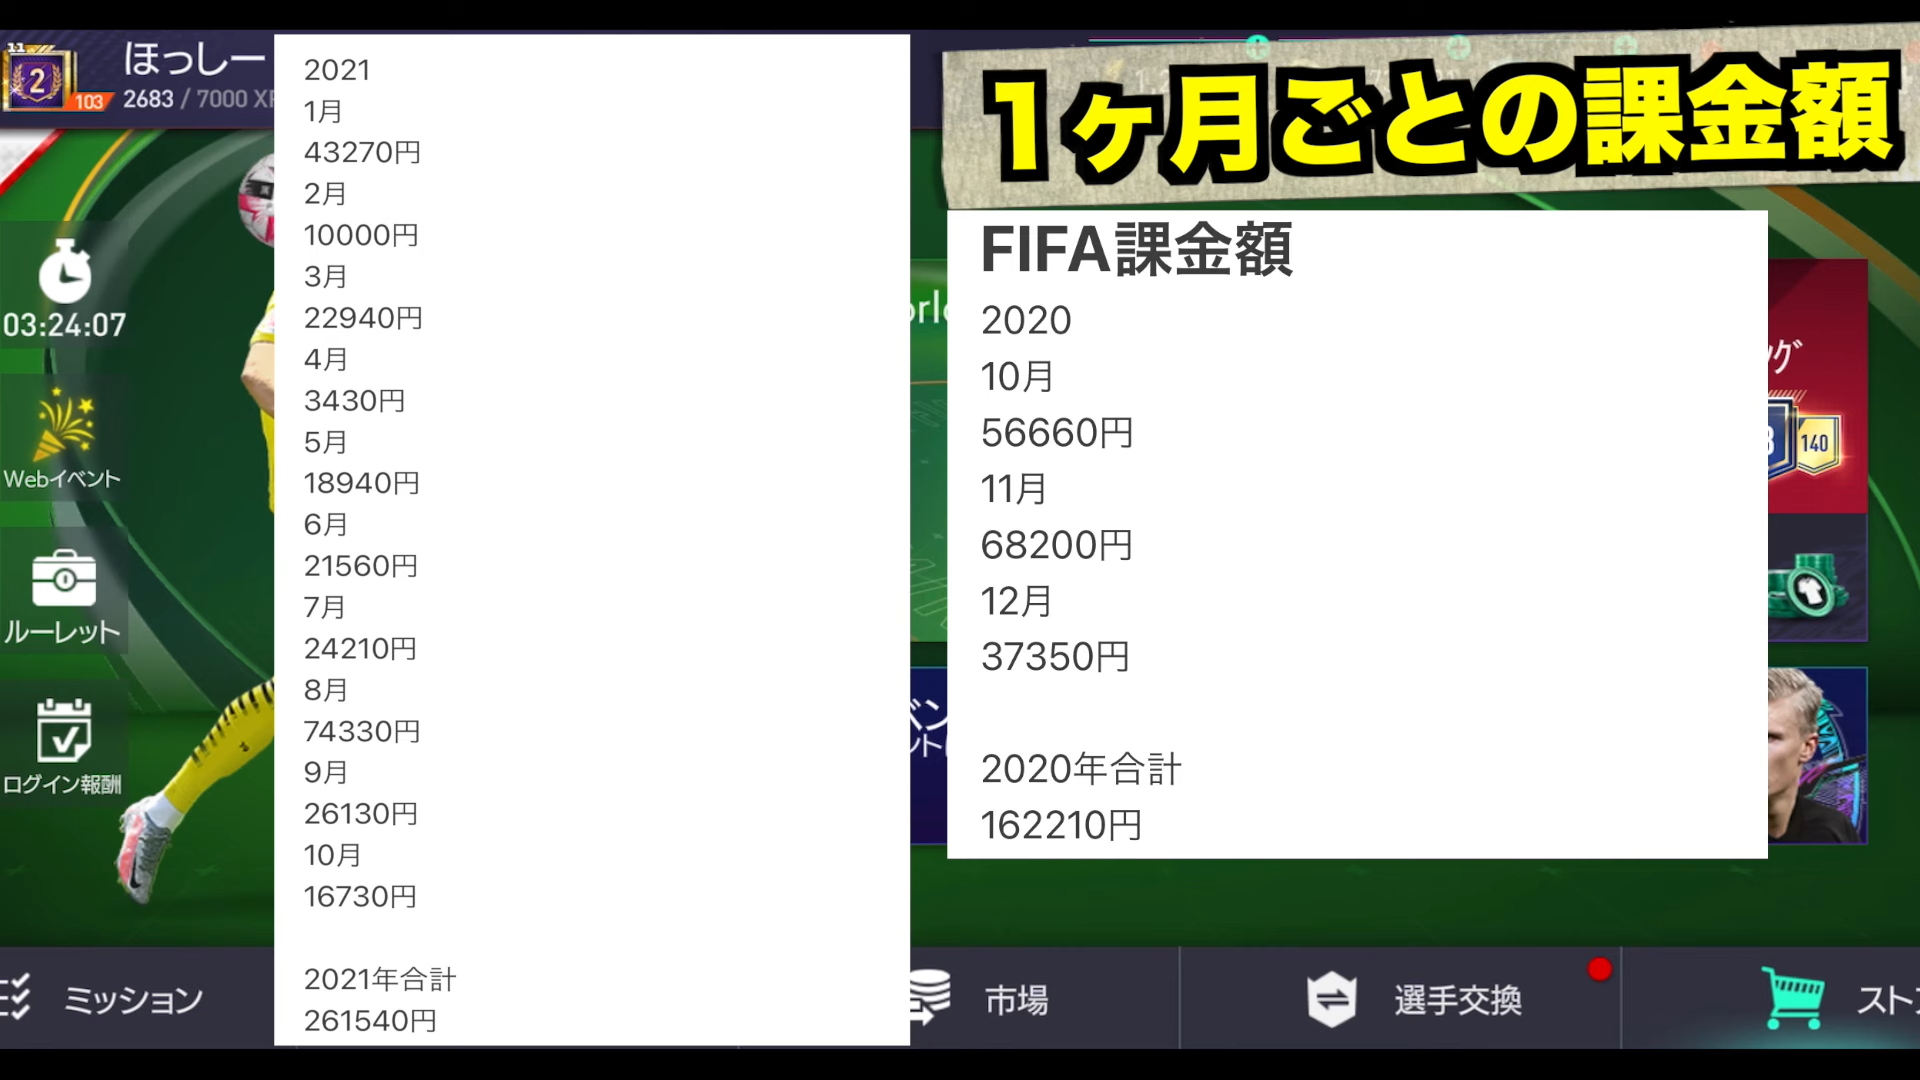 11
2
103
ほっしー
2683 / 7000 XP
03:24:07
Webイベント
ルーレット
ログイン報酬
2021
1月
43270円
2月
10000円
3月
22940円
4月
3430円
5月
18940円
6月
21560円
7月
24210円
8月
74330円
9月
26130円
10月
16730円
2021年合計
261540円
1ヶ月ごとの課金額
FIFA課金額
2020
10月
56660円
11月
68200円
12月
37350円
2020年合計
162210円
140
ミッション
市場
選手交換
スト